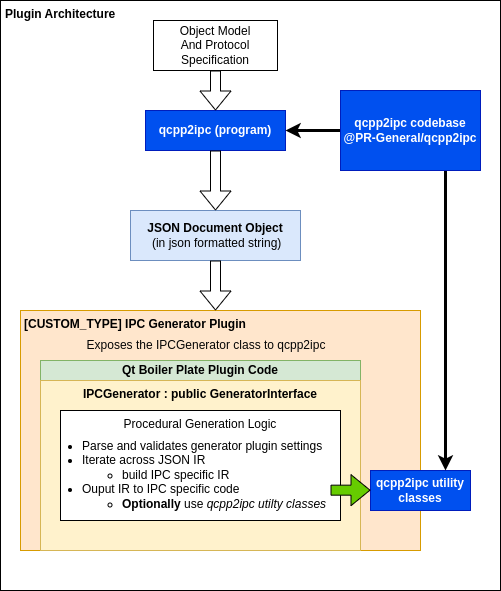 Plugin Architecture
Object Model
And Protocol
Specification
qcpp2ipc (program)
qcpp2ipc codebase
@PR-General/qcpp2ipc
JSON Document Object
(in json formatted string)
[CUSTOM_TYPE] IPC Generator Plugin
Exposes the IPCGenerator class to qcpp2ipc
Qt Boiler Plate Plugin Code
IPCGenerator : public GeneratorInterface
Procedural Generation Logic
Parse and validates generator plugin settings
Iterate across JSON IR
build IPC specific IR
Ouput IR to IPC specific code
Optionally use qcpp2ipc utilty classes
qcpp2ipc utility
classes